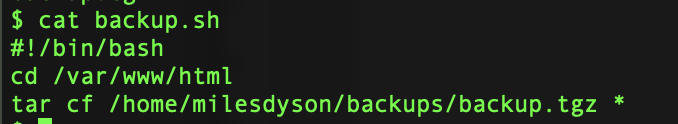 $ cat backup.sh
#!/bin/bash
cd /var/www/html
tar cf /home/milesdyson/backups/backup.tgz *
$